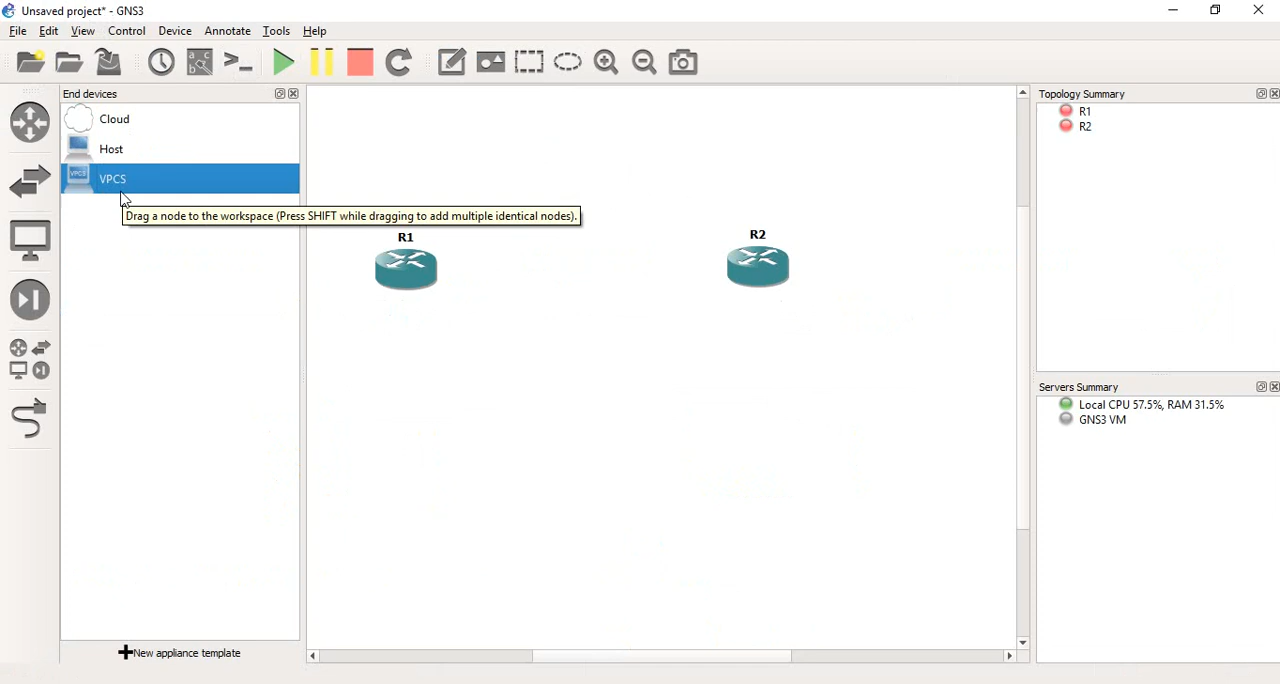 Unsaved project* - GNS3
File Edit View Control Device Annotate Tools Help
End devices
Cloud
Host
VPCS
VPCS
Drag a node to the workspace (Press SHIFT while dragging to add multiple identical nodes).
New appliance template
R1
R2
Topology Summary
R1
R2
Servers Summary
Local CPU 57.5%, RAM 31.5%
GNS3 VM